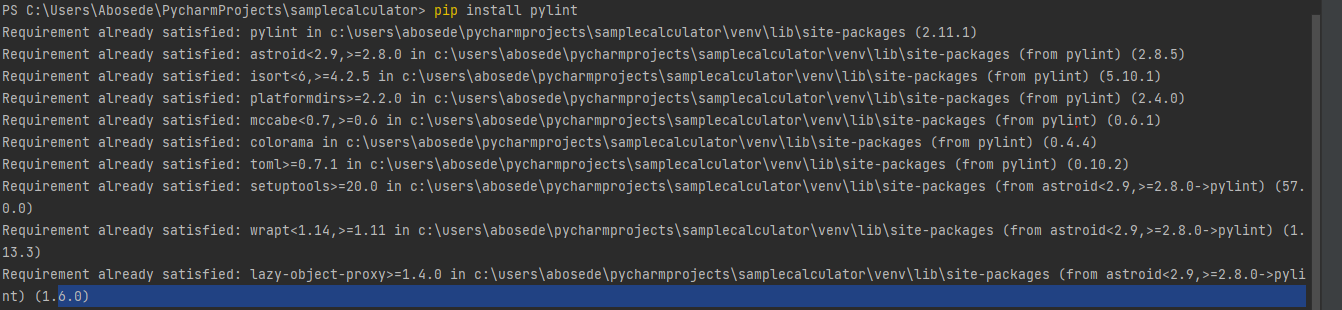 PS C:\Users\Abosede\PycharmProjects\samplecalculator> pip install pylint
Requirement already satisfied: pylint in c:\users\abosede\pycharmprojects\samplecalculator\venv\lib\site-packages (2.11.1)
Requirement already satisfied: astroid<2.9,>=2.8.0 in c:\users\abosede\pycharmprojects\samplecalculator\venv\lib\site-packages (from pylint) (2.8.5)
Requirement already satisfied: isort<6,>=4.2.5 in c:\users\abosede\pycharmprojects\samplecalculator\venv\lib\site-packages (from pylint) (5.10.1)
Requirement already satisfied: platformdirs>=2.2.0 in c:\users\abosede\pycharmprojects\samplecalculator\venv\lib\site-packages (from pylint) (2.4.0)
Requirement already satisfied: mccabe<0.7,>=0.6 in c:\users\abosede\pycharmprojects\samplecalculator\venv\lib\site-packages (from pylint) (0.6.1)
Requirement already satisfied: colorama in c:\users\abosede\pycharmprojects\samplecalculator\venv\lib\site-packages (from pylint) (0.4.4)
Requirement already satisfied: toml>=0.7.1 in c:\users\abosede\pycharmprojects\samplecalculator\venv\lib\site-packages (from pylint) (0.10.2)
Requirement already satisfied: setuptools>=20.0 in c:\users\abosede\pycharmprojects\samplecalculator\venv\lib\site-packages (from astroid<2.9,>=2.8.0->pylint) (57.
0.0)
Requirement already satisfied: wrapt<1.14,>=1.11 in c:\users\abosede\pycharmprojects\samplecalculator\venv\lib\site-packages (from astroid<2.9,>=2.8.0->pylint) (1.
13.3)
Requirement already satisfied: lazy-object-proxy>=1.4.0 in c:\users\abosede\pycharmprojects\samplecalculator\venv\lib\site-packages (from astroid<2.9,>=2.8.0->pyli
nt) (1.6.0)